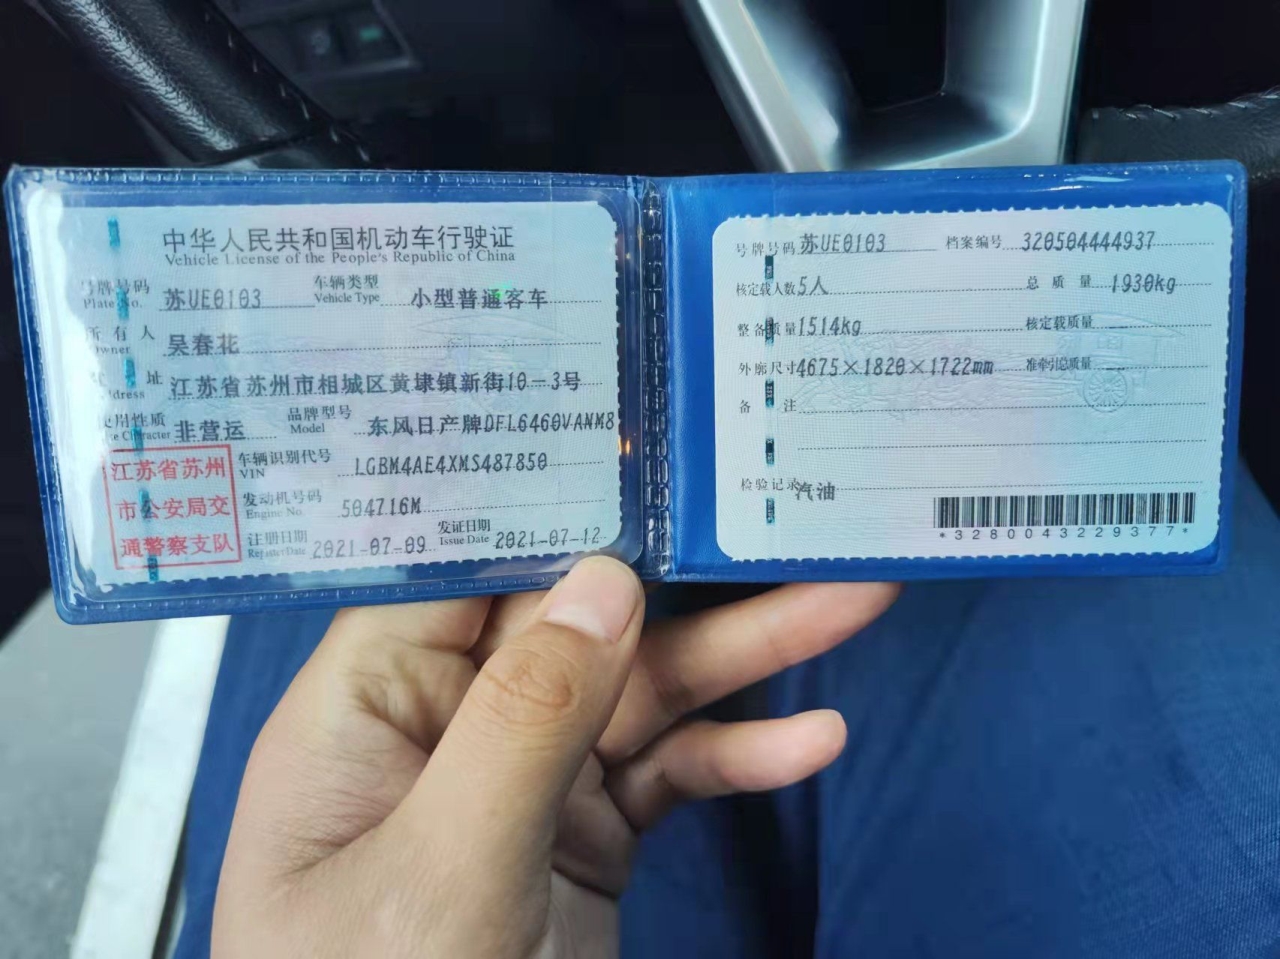 中华人民共和国机动车行驶证
Vehicle License of the People's Republic of China
号牌号码 苏UE0103 车辆类型 小型普通客车
Plate No. Vehicle Type
所有人 吴春花
Owner
住址 江苏省苏州市相城区黄埭镇新街10-3号
Address
使用性质 非营运 品牌型号 东风日产牌DFL6460VANM8
Use Character Model
江苏省苏州
市公安局交
通警察支队
车辆识别代号 LGBM4AE4XMS487850
VIN
发动机号码 504716M
Engine No.
注册日期 2021-07-09 发证日期 2021-07-12
Register Date Issue Date
号牌号码 苏UE0103 档案编号 320504444937
核定载人数 5人 总质量 1930kg
整备质量 1514kg 核定载质量
外廓尺寸 4675×1820×1722mm 准牵引总质量
备注
检验记录 汽油
*3280043229377*